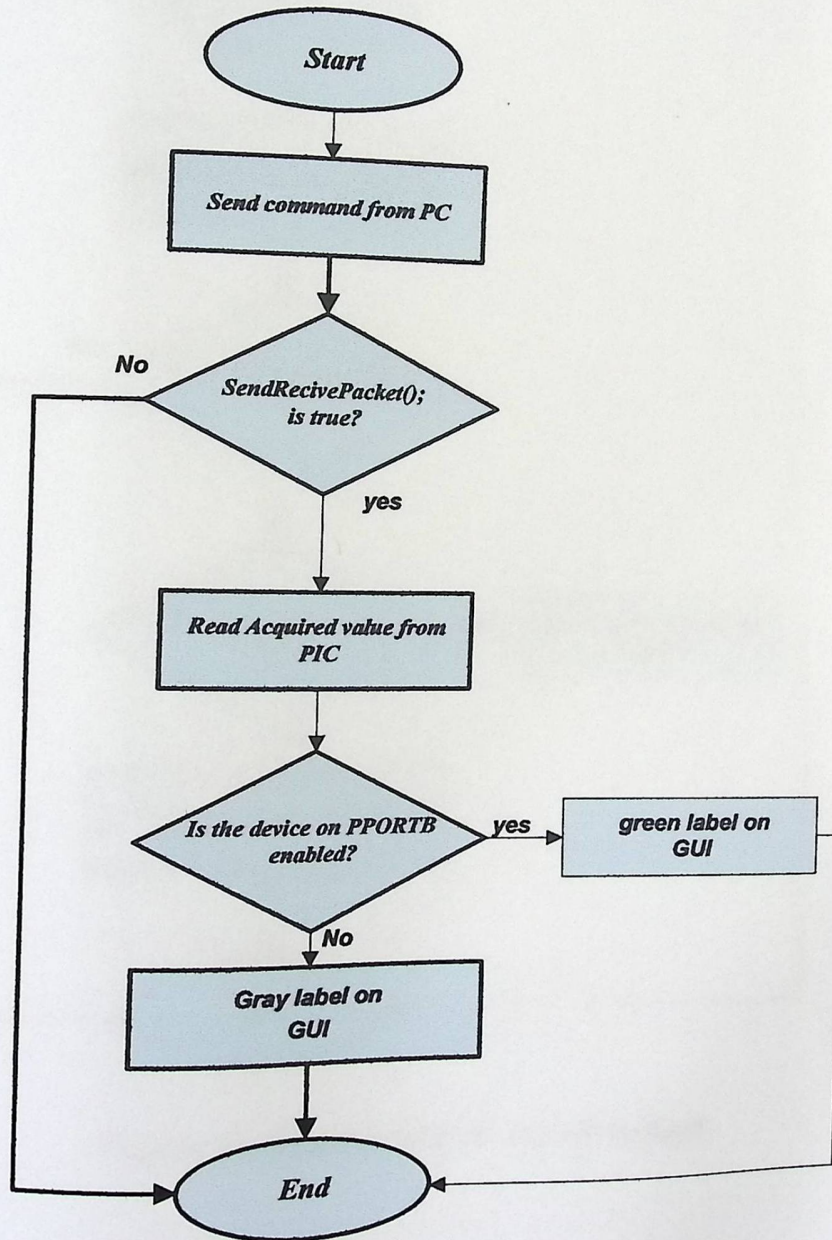 Start
Send command from PC
No
SendRecivePacket();
is true?
yes
Read Acquired value from
PIC
Is the device on PPORTB
enabled?
yes
green label on
GUI
No
Gray label on
GUI
End